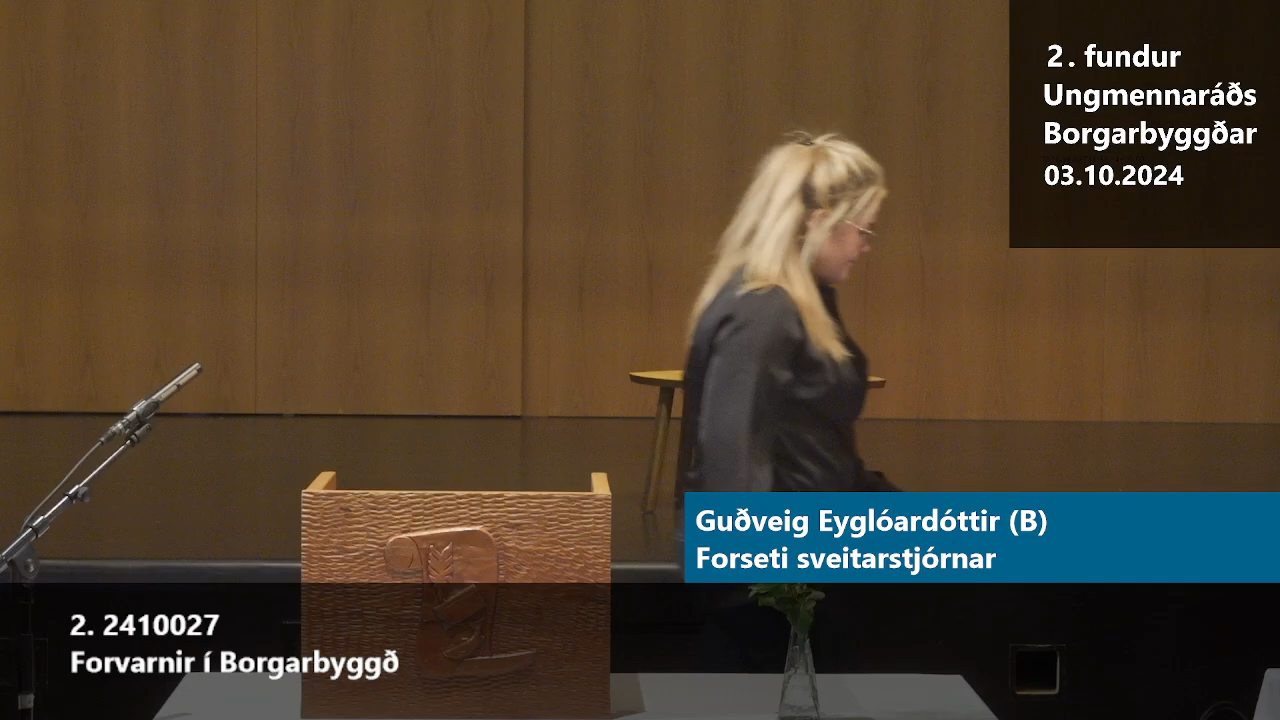 2. fundur
Ungmennaráðs
Borgarbyggðar
03.10.2024
Guðveig Eyglóardóttir (B)
Forseti sveitarstjórnar
2. 2410027
Forvarnir í Borgarbyggð